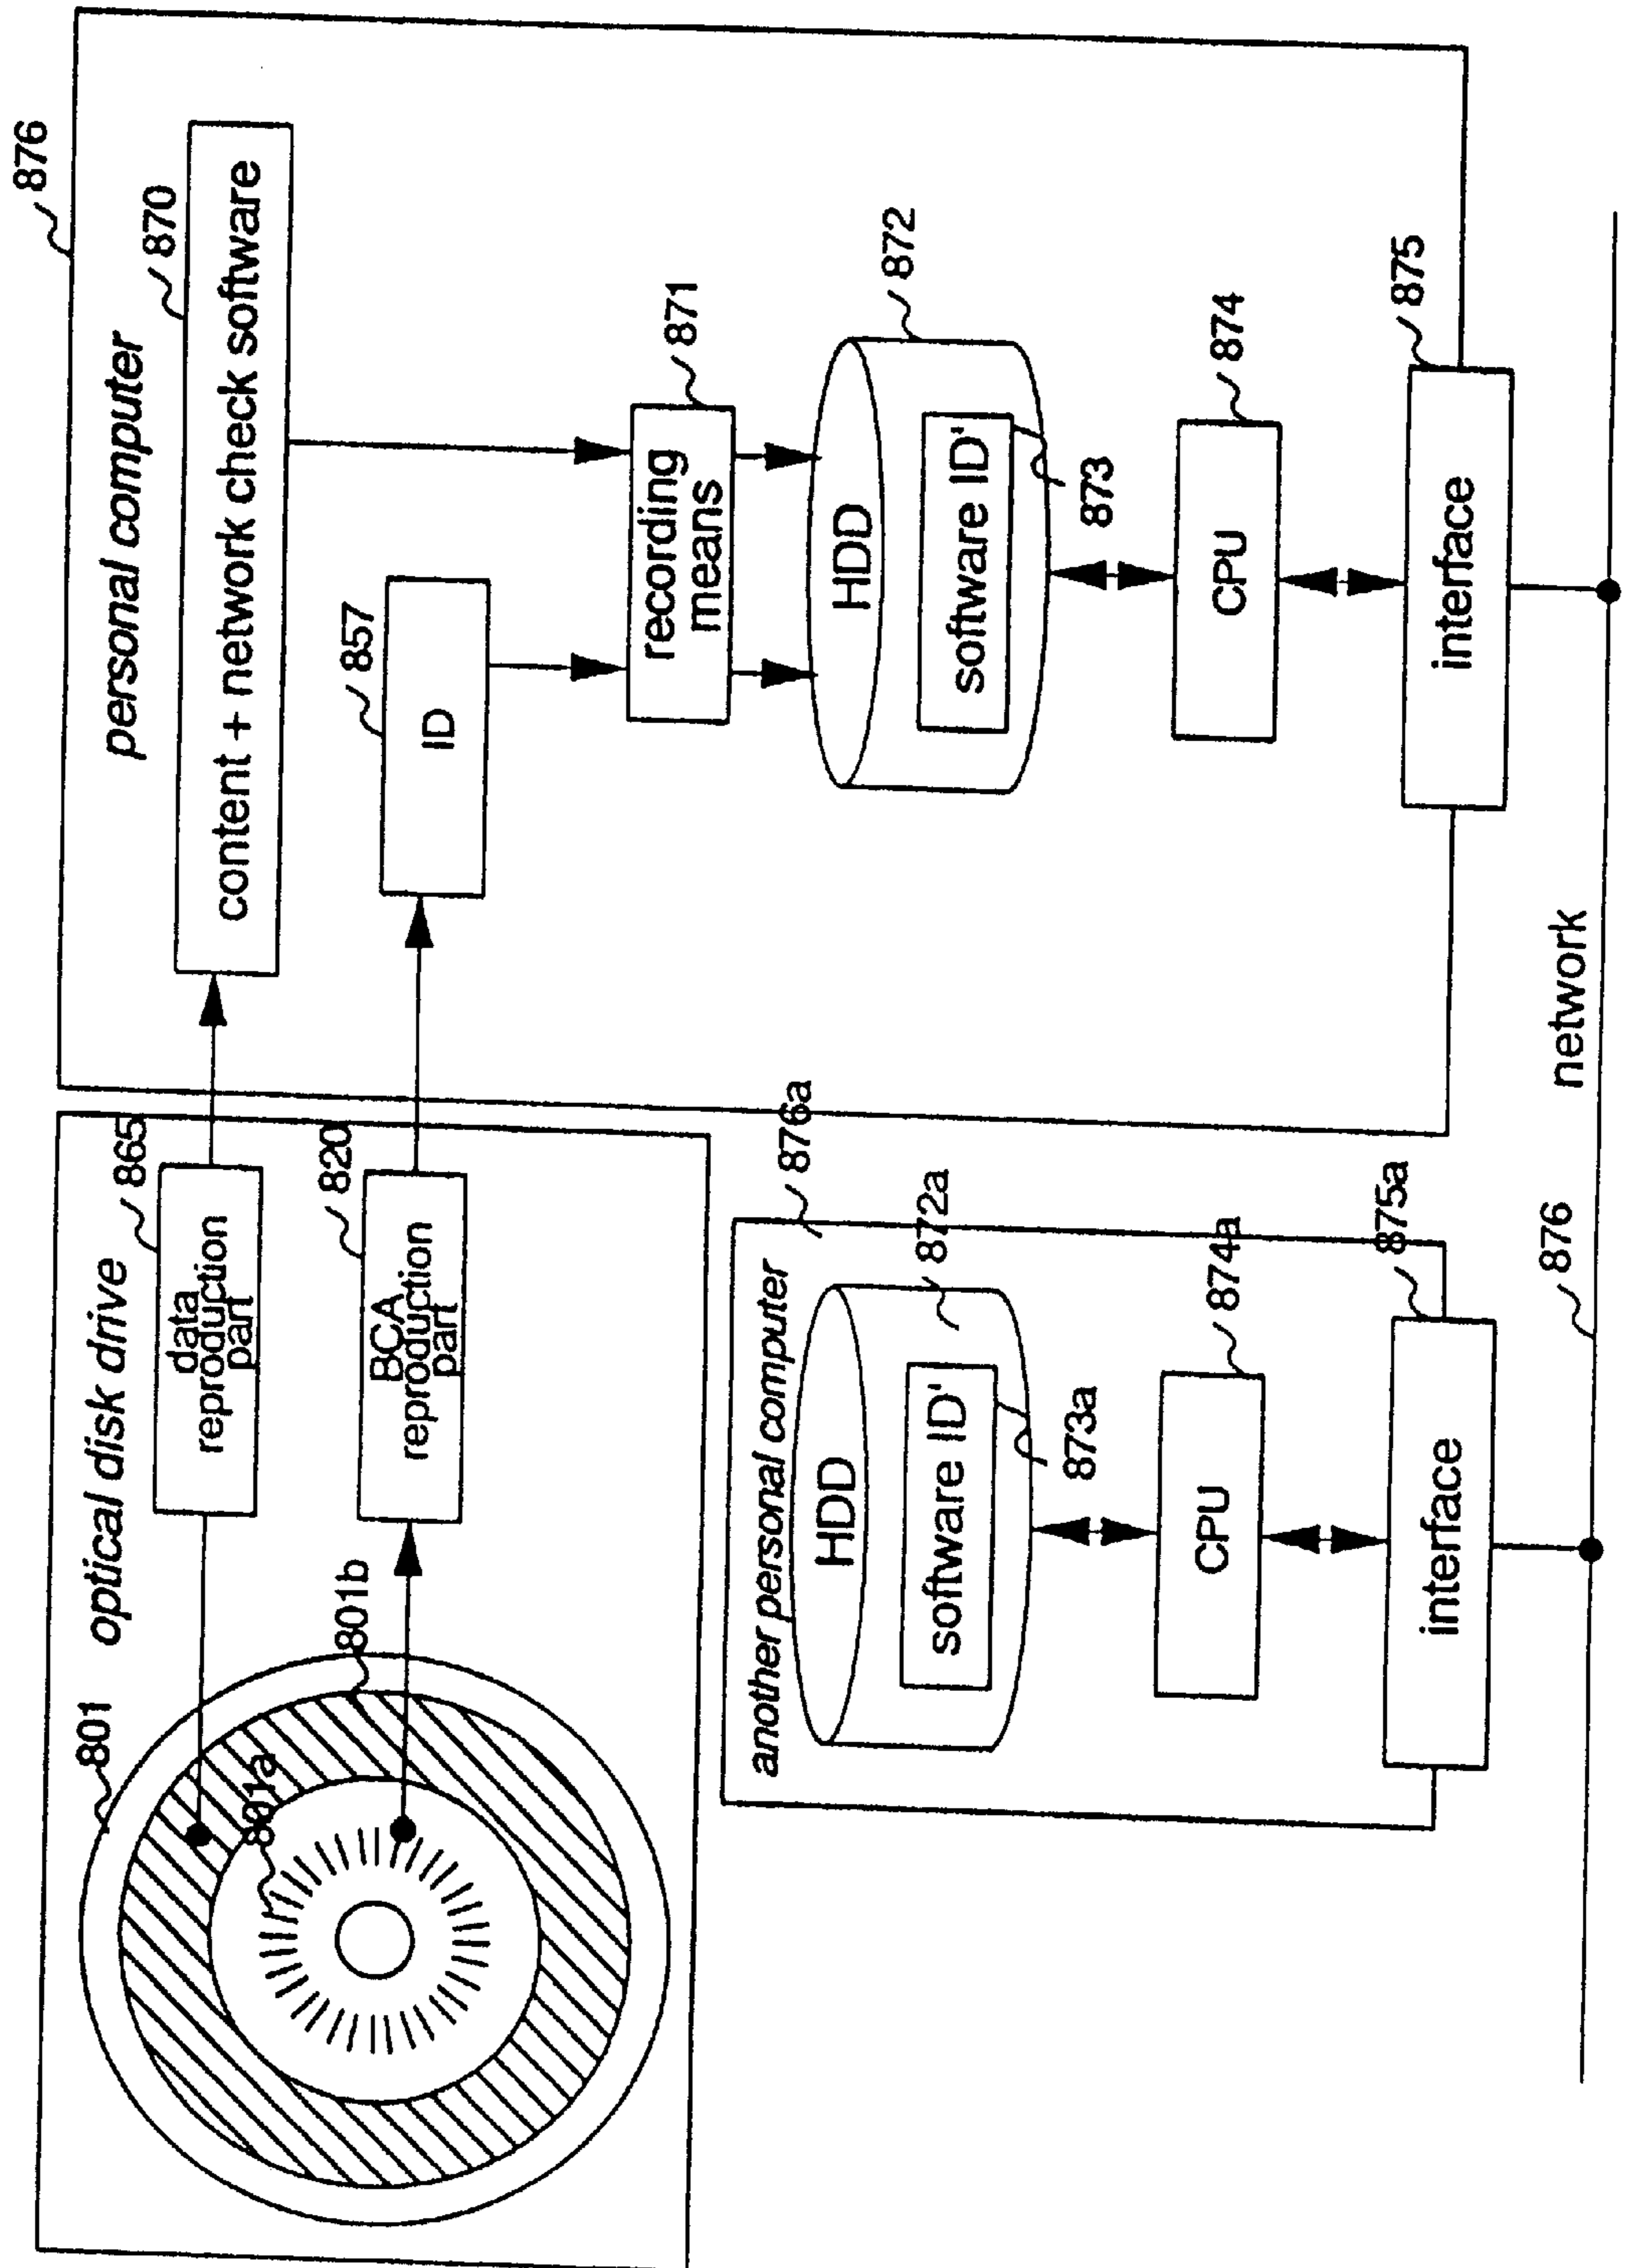 optical disk drive
801
801a
801b
data
reproduction
part
865
BCA
reproduction
part
820
personal computer
876
content + network check software
870
ID
857
recording
means
871
HDD
872
software ID'
873
CPU
874
interface
875
another personal computer
876a
HDD
872a
software ID'
873a
CPU
874a
interface
875a
network
876